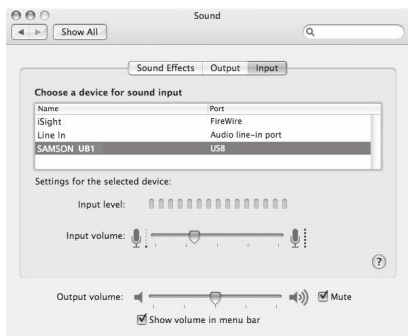 Sound
Show All
Sound Effects Output Input
Choose a device for sound input
Name Port
iSight FireWire
Line In Audio line-in port
SAMSON UB1 USB
Settings for the selected device:
Input level:
Input volume:
?
Output volume: Mute
Show volume in menu bar